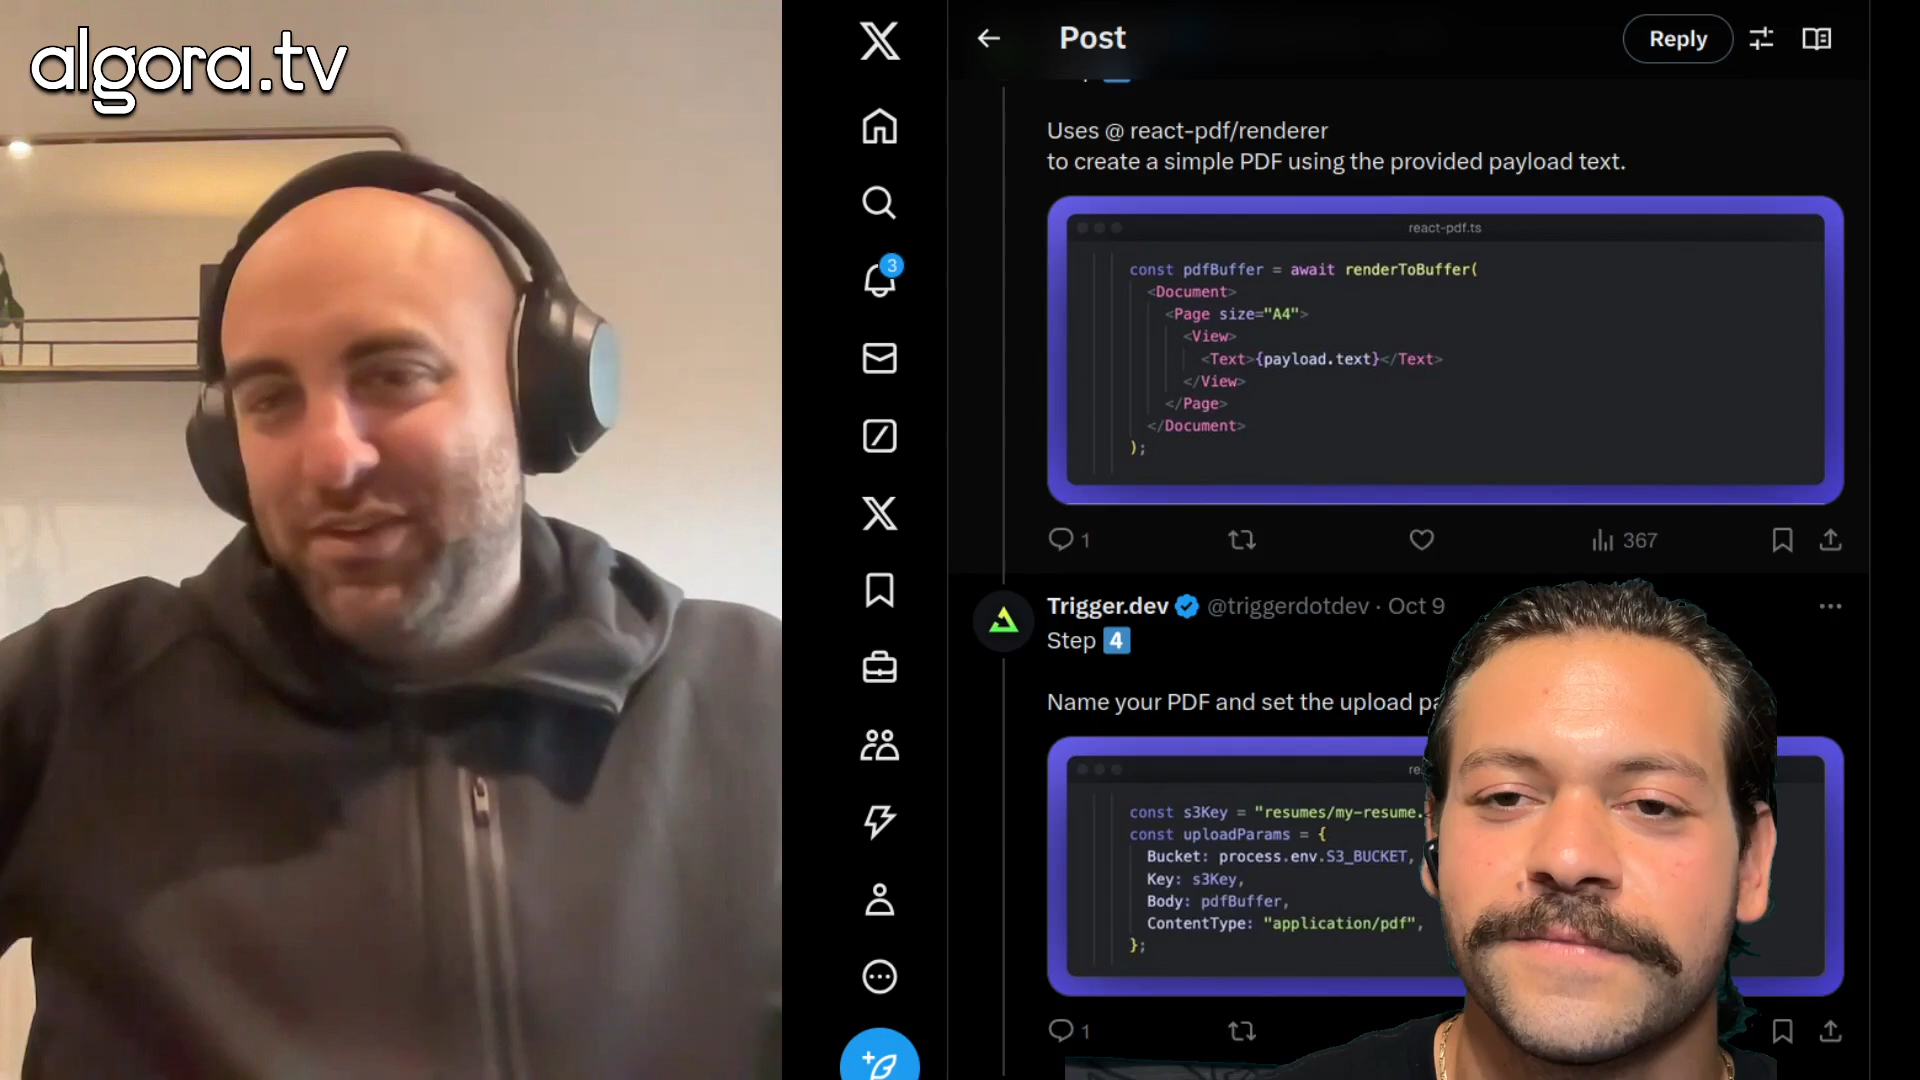 algora.tv
Post
Reply
3
Uses @ react-pdf/renderer
to create a simple PDF using the provided payload text.
react-pdf.ts
const pdfBuffer = await renderToBuffer(
<Document>
<Page size="A4">
<View>
<Text>{payload.text}</Text>
</View>
</Page>
</Document>
);
1
367
Trigger.dev @triggerdotdev · Oct 9
Step 4
Name your PDF and set the upload
const s3Key = "resumes/my-resume.
const uploadParams = {
Bucket: process.env.S3_BUCKET,
Key: s3Key,
Body: pdfBuffer,
ContentType: "application/pdf",
};
1